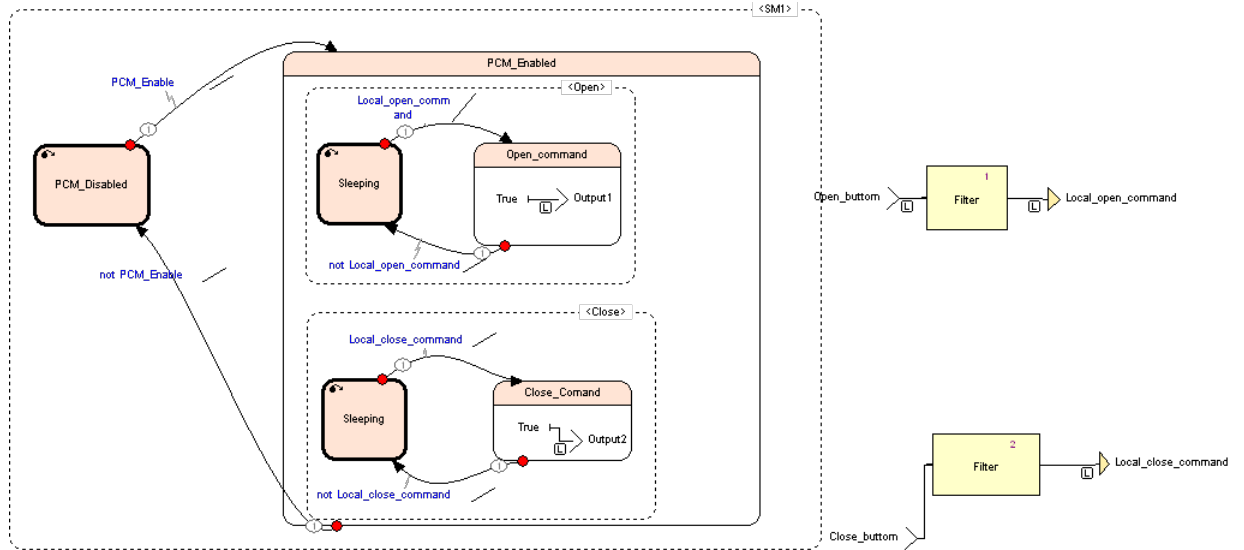 <SM1>
PCM_Enabled
PCM_Enable
<Open>
Local_open_comm
and
Open_command
Sleeping
PCM_Disabled
True
L
Output1
not Local_open_command
not PCM_Enable
<Close>
Local_close_command
Close_Comand
Sleeping
True
L
Output2
not Local_close_command
1
Open_buttom
L
Filter
L
Local_open_command
2
Filter
L
Local_close_command
Close_buttom